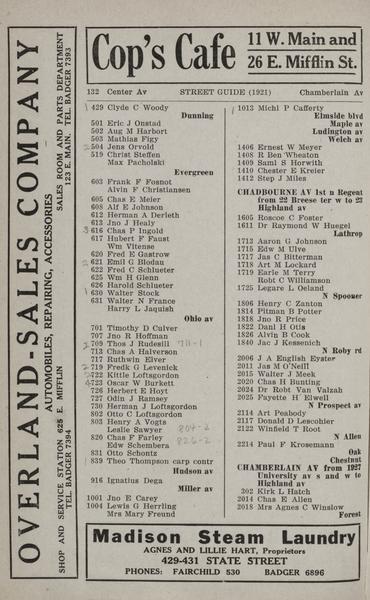 Cop's Cafe
11 W. Main and
26 E. Mifflin St.
OVERLAND-SALES COMPANY
AUTOMOBILES, REPAIRING, ACCESSORIES
SHOP AND SERVICE STATION 625 E. MIFFLIN
TEL. BADGER 7394
SALES ROOM AND PARTS DEPARTMENT
23 E. MAIN. TEL. BADGER 7393
132 Center Av STREET GUIDE (1921) Chamberlain Av
429 Clyde C Woody
Dunning
501 Eric J Onstad
502 Aug M Harbort
503 Mathias Figy
504 Jens Orvold
519 Christ Steffen
Max Pacholski
Evergreen
603 Frank F Fosnot
Alvin F Christiansen
605 Chas E Meier
608 Alf E Johnson
612 Herman A Derleth
613 Jno J Healy
616 Chas P Ingold
617 Hubert F Faust
Wm Vitense
620 Fred E Gastrow
621 Emil G Blodau
622 Fred C Schlueter
625 Wm H Glenn
626 Harold Schlueter
630 Walter Stock
631 Walter N France
Harry L Jaquish
Ohio av
701 Timothy D Culver
707 Jno R Hoffman
709 Thos J Rudesill 711-1
713 Chas A Halverson
717 Ruthwin Elver
719 Fredk G Levenick
722 Kittle Loftsgordon
723 Oscar W Burkett
726 Herbert E Hoyt
727 Odin J Ramsey
730 Herman J Loftsgordon
802 Otto C Loftsgordon
803 Henry A Vogts
Leslie Sawyer 804-2
820 Chas F Farley
Edw Schembera 826-2
831 Otto Schontz
839 Theo Thompson carp contr
Hudson av
916 Ignatius Dega
Miller av
1001 Jno E Carey
1004 Lewis G Herrling
Mrs Mary Freund
1013 Michl P Cafferty
Elmside blvd
Maple av
Ludington av
Welch av
1406 Ernest W Meyer
1408 R Ben Wheaton
1409 Saml S Horwith
1410 Chester E Kreier
1412 Step J Miles
CHADBOURNE AV 1st n Regent
from 22 Breese ter w to 23
Highland av
1605 Roscoe C Foster
1611 Dr Raymond W Huegel
Lathrop
1713 Aaron G Johnson
1715 Edw M Ulve
1717 Jas C Bitterman
1718 Art M Lockard
1719 Earle M Terry
Robt C Williamson
1725 Legare L Oeland
N Spooner
1806 Henry C Zanton
1814 Pitman B Potter
1818 Jno R Price
1822 Danl H Otis
1826 Alvin B Cook
1840 Jac J Kessenich
N Roby rd
2006 J A English Eyster
2011 Jas M O'Neill
2015 Walter J Meek
2020 Chas H Bunting
2024 Dr Robt Van Valzah
2025 Fayette H Elwell
N Prospect av
2114 Art Peabody
2117 Donald D Lescohier
2122 Winfield T Root
N Allen
2214 Paul F Krosemann
Oak
Chestnut
CHAMBERLAIN AV from 1927
University av s and w to
Highland av
302 Kirk L Hatch
2014 Chas E Allen
2018 Mrs Agnes C Winslow
Forest
Madison Steam Laundry
AGNES AND LILLIE HART, Proprietors
429-431 STATE STREET
PHONES: FAIRCHILD 530 BADGER 6896